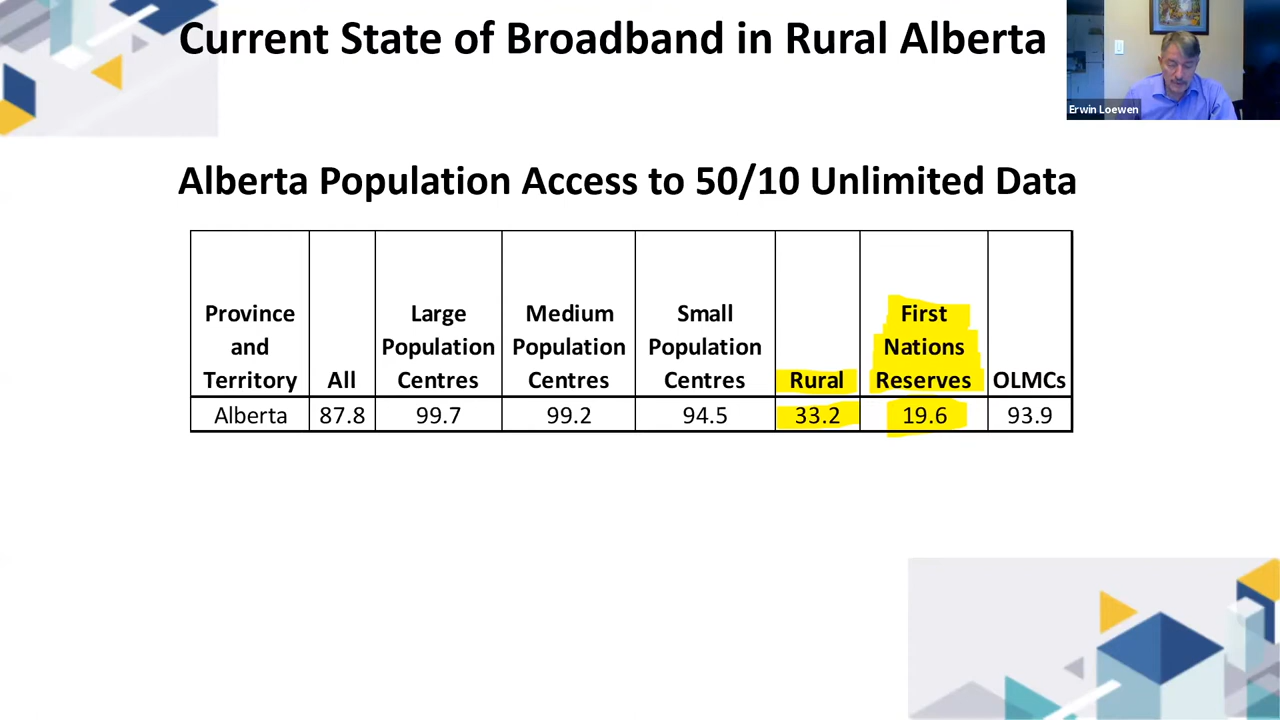 Current State of Broadband in Rural Alberta
Erwin Loewen
Alberta Population Access to 50/10 Unlimited Data
Province and Territory All Large Population Centres Medium Population Centres Small Population Centres Rural First Nations Reserves OLMCs
Alberta 87.8 99.7 99.2 94.5 33.2 19.6 93.9